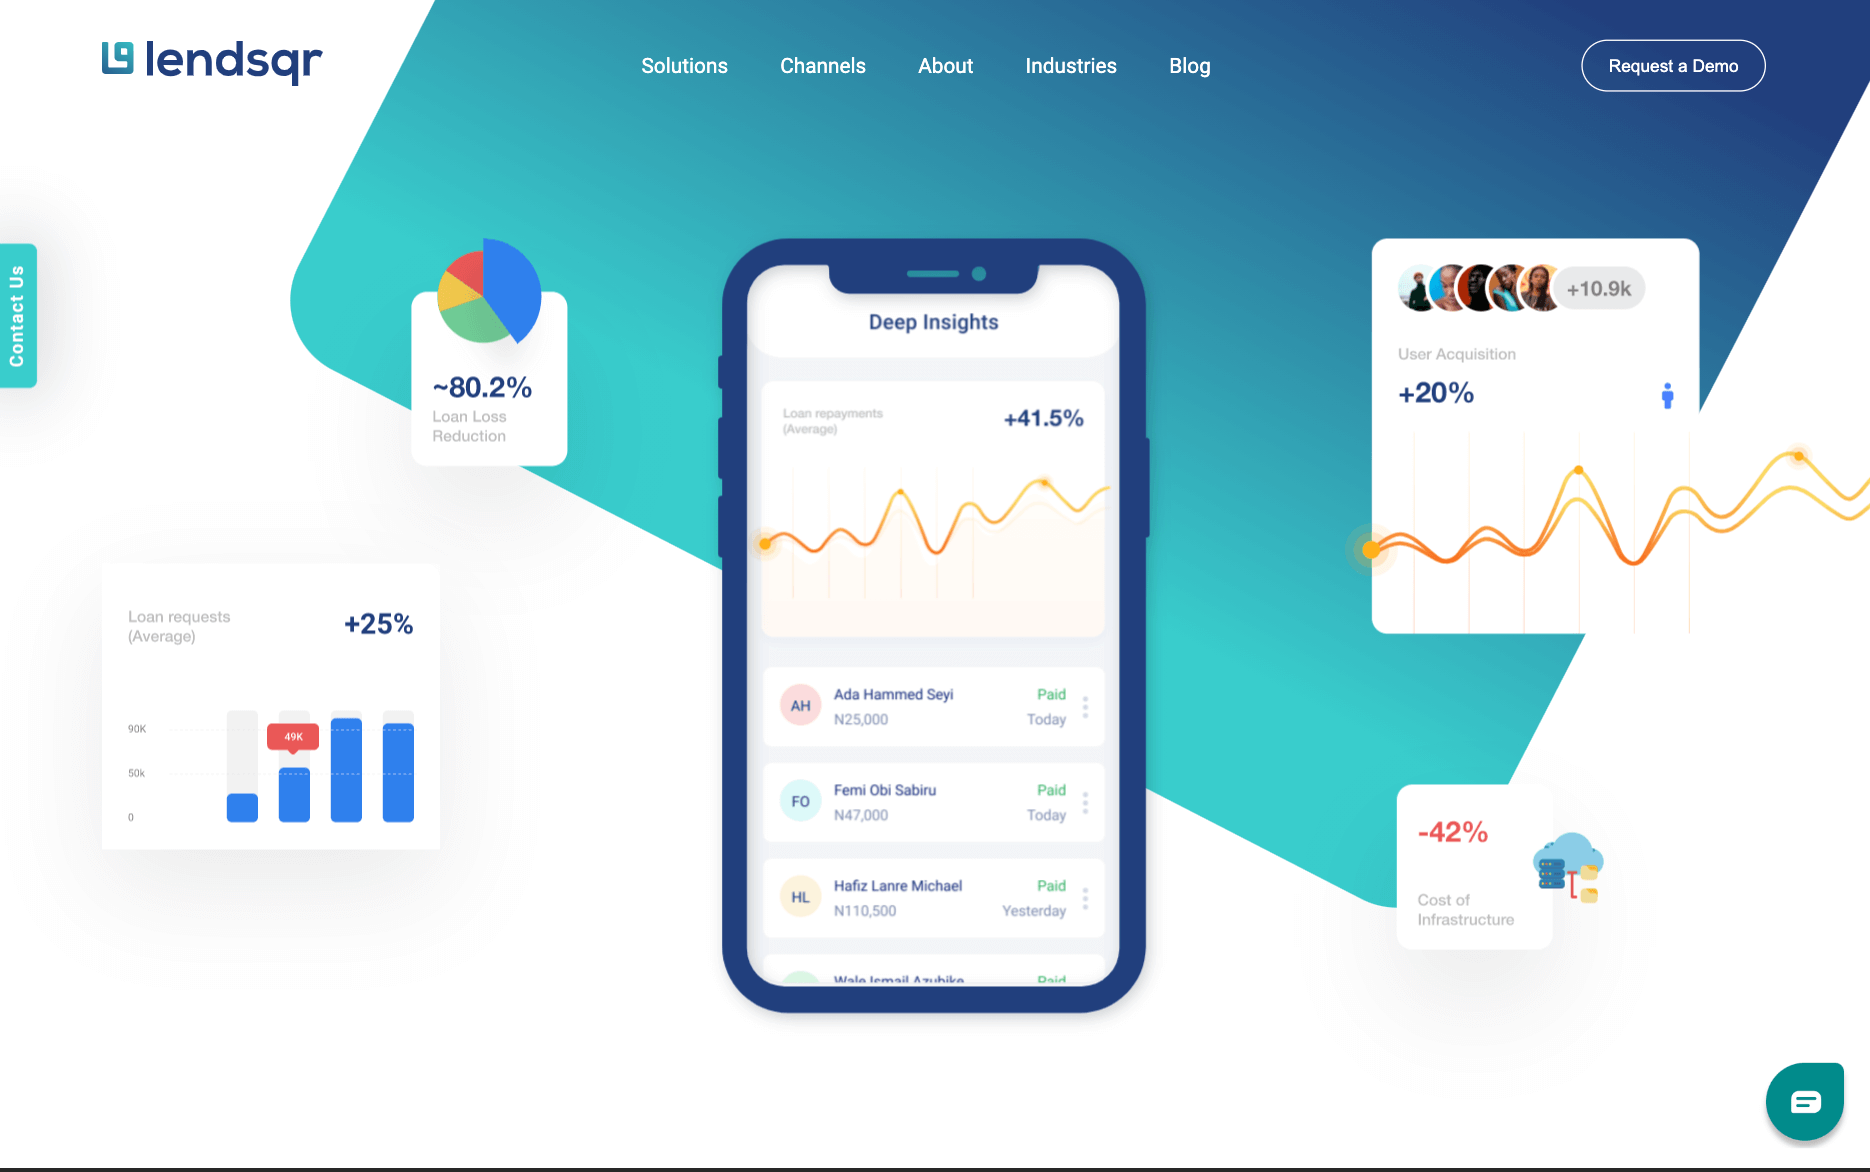 lendsqr
Solutions
Channels
About
Industries
Blog
Request a Demo
Contact Us
~80.2%
Loan Loss
Reduction
Loan requests
(Average)
+25%
90K
50k
0
49K
Deep Insights
Loan repayments
(Average)
+41.5%
AH
Ada Hammed Seyi
N25,000
Paid
Today
FO
Femi Obi Sabiru
N47,000
Paid
Today
HL
Hafiz Lanre Michael
N110,500
Paid
Yesterday
Wale Ismail Azubike
Paid
+10.9k
User Acquisition
+20%
-42%
Cost of
Infrastructure